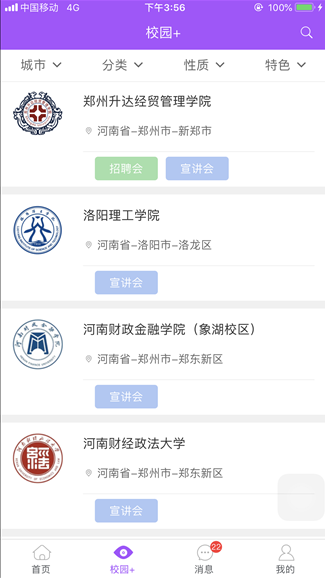 中国移动 4G 下午3:56 100%
校园+
城市 分类 性质 特色
郑州升达经贸管理学院
河南省-郑州市-新郑市
招聘会 宣讲会
洛阳理工学院
河南省-洛阳市-洛龙区
宣讲会
河南财政金融学院（象湖校区）
河南省-郑州市-郑东新区
宣讲会
河南财经政法大学
河南省-郑州市-郑东新区
宣讲会
22
首页 校园+ 消息 我的